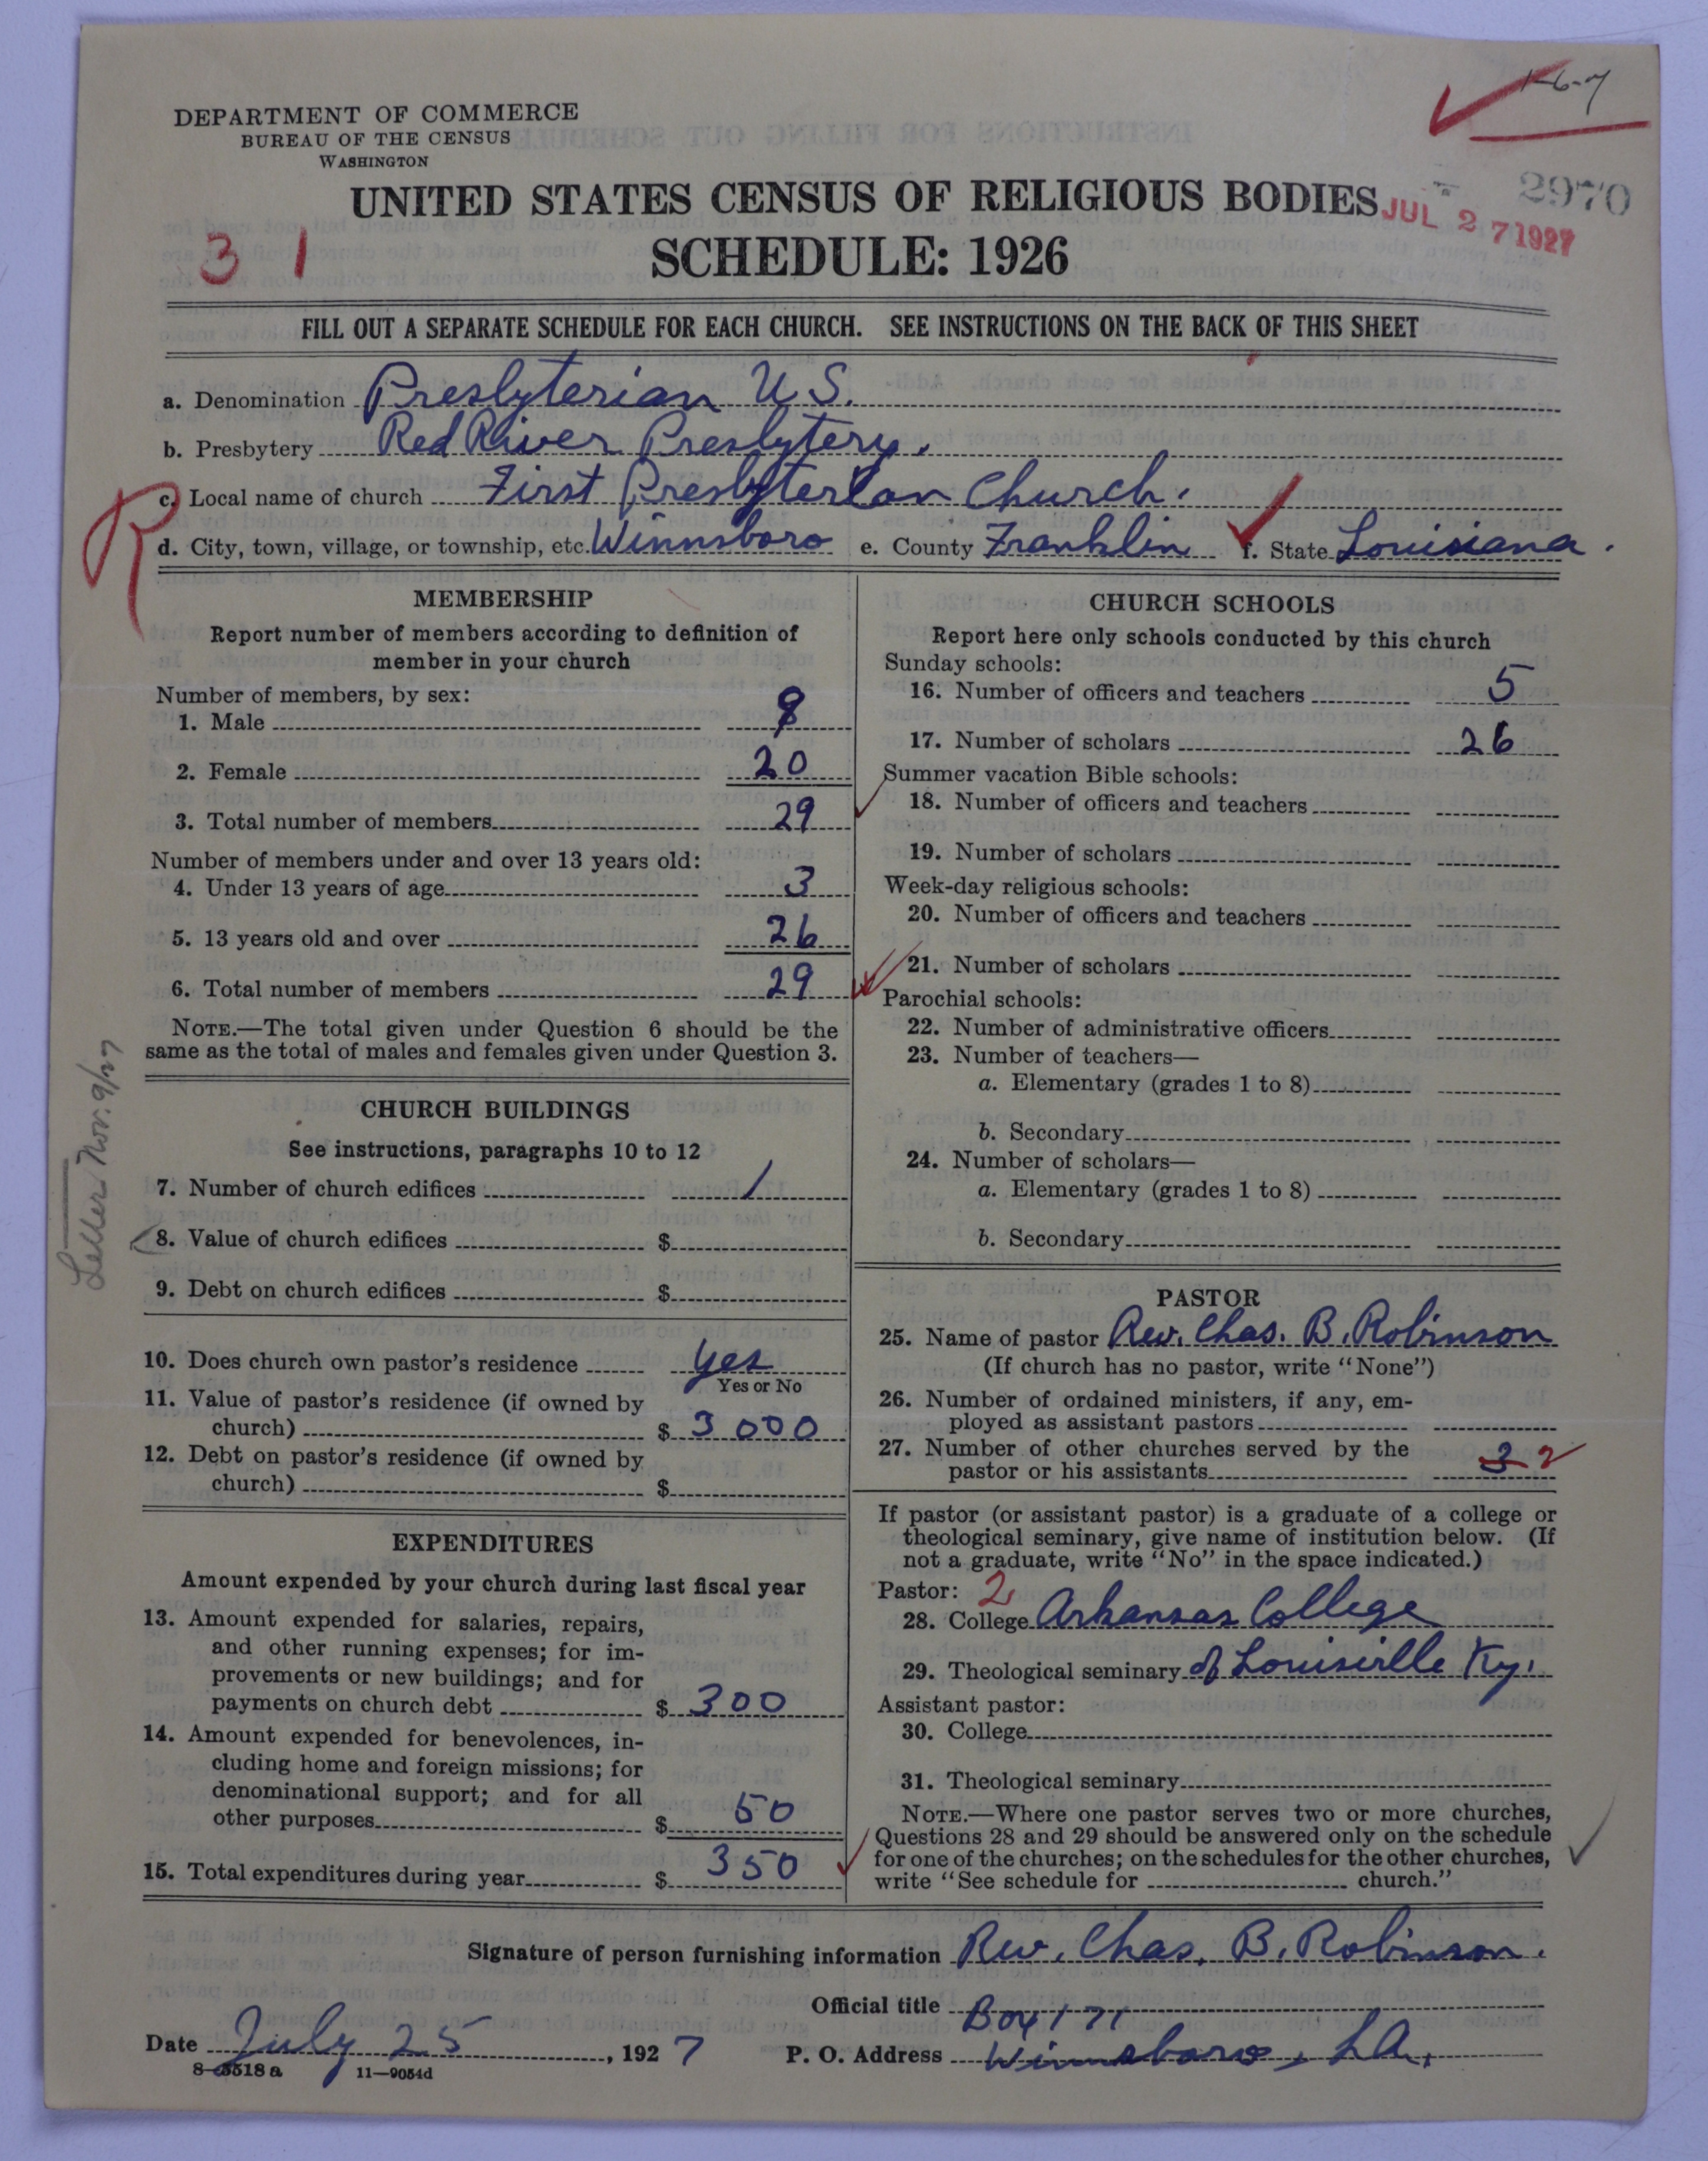 1-6-7
DEPARTMENT OF COMMERCE
BUREAU OF THE CENSUS
WASHINGTON
2970
UNITED STATES CENSUS OF RELIGIOUS BODIES
JUL 27 1927
3 1
SCHEDULE: 1926
FILL OUT A SEPARATE SCHEDULE FOR EACH CHURCH. SEE INSTRUCTIONS ON THE BACK OF THIS SHEET
a. Denomination Presbyterian U S.
b. Presbytery Red River Presbytery.
c. Local name of church First Presbyterian Church.
R
d. City, town, village, or township, etc. Winnsboro e. County Franklin f. State Louisiana.
MEMBERSHIP
Report number of members according to definition of
member in your church
Number of members, by sex:
1. Male 9
2. Female 20
3. Total number of members 29
Number of members under and over 13 years old:
4. Under 13 years of age 3
5. 13 years old and over 26
6. Total number of members 29
NOTE.—The total given under Question 6 should be the
same as the total of males and females given under Question 3.
Letter Nov. 9/27
CHURCH BUILDINGS
See instructions, paragraphs 10 to 12
7. Number of church edifices 1
8. Value of church edifices $
9. Debt on church edifices $
10. Does church own pastor's residence yes
Yes or No
11. Value of pastor's residence (if owned by
church) $ 3000
12. Debt on pastor's residence (if owned by
church) $
EXPENDITURES
Amount expended by your church during last fiscal year
13. Amount expended for salaries, repairs,
and other running expenses; for im-
provements or new buildings; and for
payments on church debt $ 300
14. Amount expended for benevolences, in-
cluding home and foreign missions; for
denominational support; and for all
other purposes $ 50
15. Total expenditures during year $ 350
CHURCH SCHOOLS
Report here only schools conducted by this church
Sunday schools:
16. Number of officers and teachers 5
17. Number of scholars 26
Summer vacation Bible schools:
18. Number of officers and teachers
19. Number of scholars
Week-day religious schools:
20. Number of officers and teachers
21. Number of scholars
Parochial schools:
22. Number of administrative officers
23. Number of teachers—
a. Elementary (grades 1 to 8)
b. Secondary
24. Number of scholars—
a. Elementary (grades 1 to 8)
b. Secondary
PASTOR
25. Name of pastor Rev. Chas. B. Robinson
(If church has no pastor, write "None")
26. Number of ordained ministers, if any, em-
ployed as assistant pastors
27. Number of other churches served by the
pastor or his assistants 3 2
If pastor (or assistant pastor) is a graduate of a college or
theological seminary, give name of institution below. (If
not a graduate, write "No" in the space indicated.)
Pastor: 2
28. College Arkansas College
29. Theological seminary of Louisville Ky.
Assistant pastor:
30. College
31. Theological seminary
NOTE.—Where one pastor serves two or more churches,
Questions 28 and 29 should be answered only on the schedule
for one of the churches; on the schedules for the other churches,
write "See schedule for church."
Signature of person furnishing information Rev. Chas. B. Robinson.
Official title
Box 171
Date July 25, 1927
P. O. Address Winnsboro, LA.
8-5518a 11-9054d